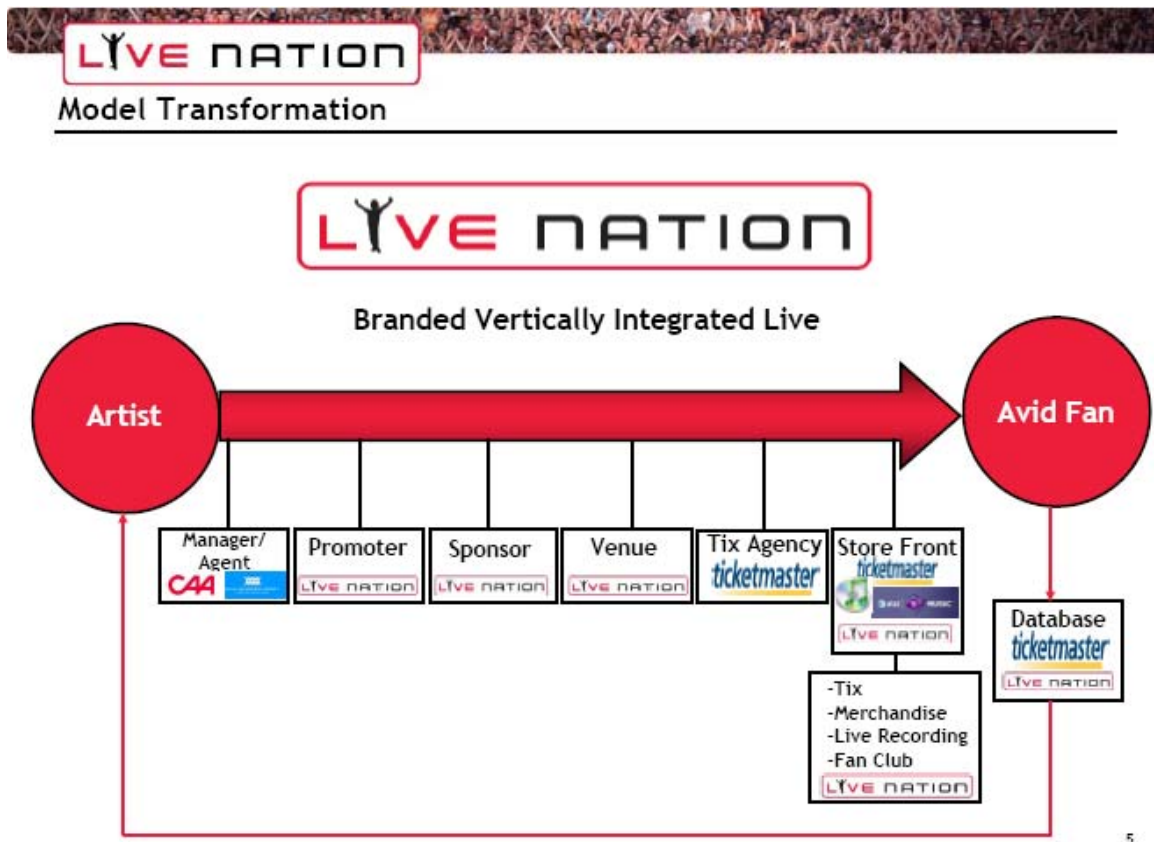 LIVE NATION
Model Transformation
LIVE NATION
Branded Vertically Integrated Live
Artist
Avid Fan
Manager/
Agent
CAA
Promoter
LIVE NATION
Sponsor
LIVE NATION
Venue
LIVE NATION
Tix Agency
ticketmaster
Store Front
ticketmaster
MUSIC
LIVE NATION
-Tix
-Merchandise
-Live Recording
-Fan Club
LIVE NATION
Database
ticketmaster
LIVE NATION
5